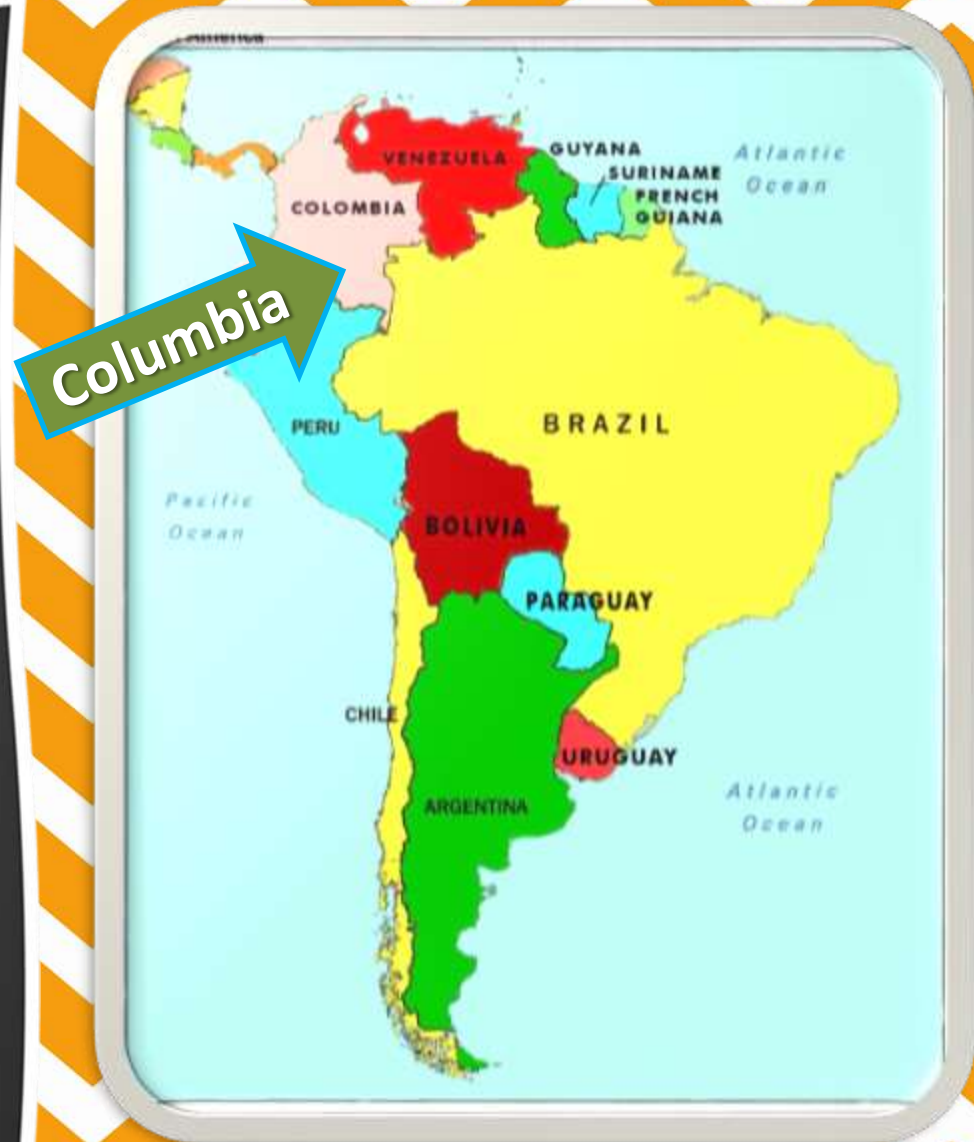 America
VENEZUELA
GUYANA
Atlantic
Ocean
SURINAME
FRENCH
GUIANA
COLOMBIA
Columbia
PERU
BRAZIL
Pacific
Ocean
BOLIVIA
PARAGUAY
CHILE
URUGUAY
ARGENTINA
Atlantic
Ocean